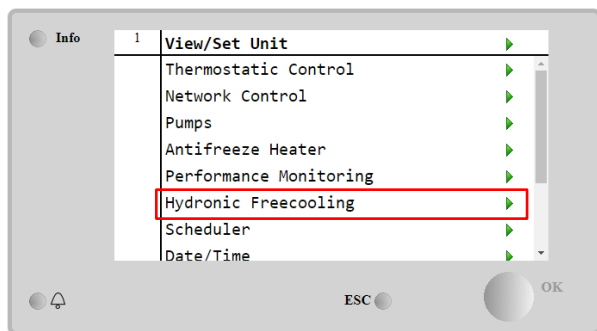 Info
1
View/Set Unit
Thermostatic Control
Network Control
Pumps
Antifreeze Heater
Performance Monitoring
Hydronic Freecooling
Scheduler
Date/Time
ESC
OK